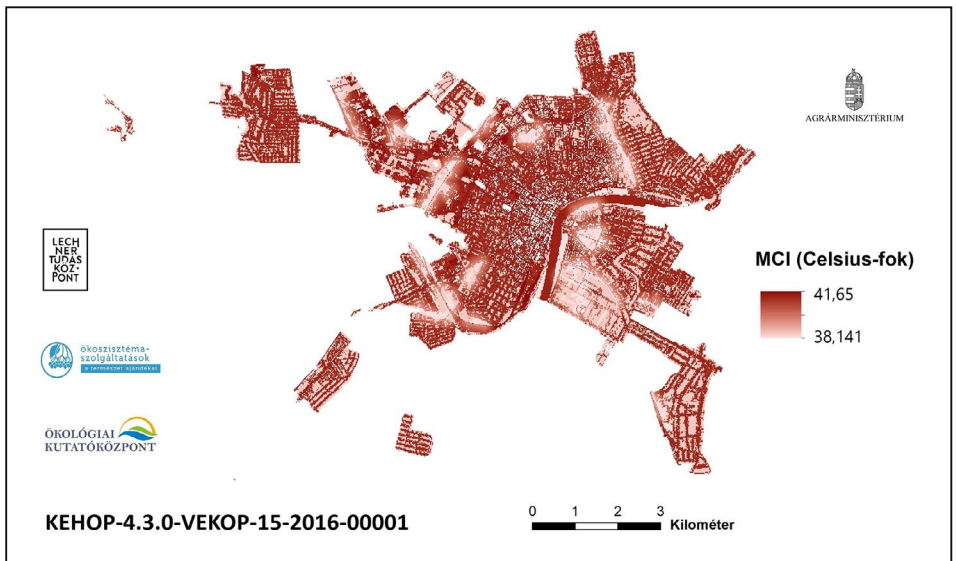 AGRÁRMINISZTÉRIUM
LECH
NER
TUDÁS
KÖZ-
PONT
MCI (Celsius-fok)
41,65
38,141
ökoszisztéma-
szolgáltatások
a természet ajándékai
ÖKOLÓGIAI
KUTATÓKÖZPONT
KEHOP-4.3.0-VEKOP-15-2016-00001
0 1 2 3
Kilométer